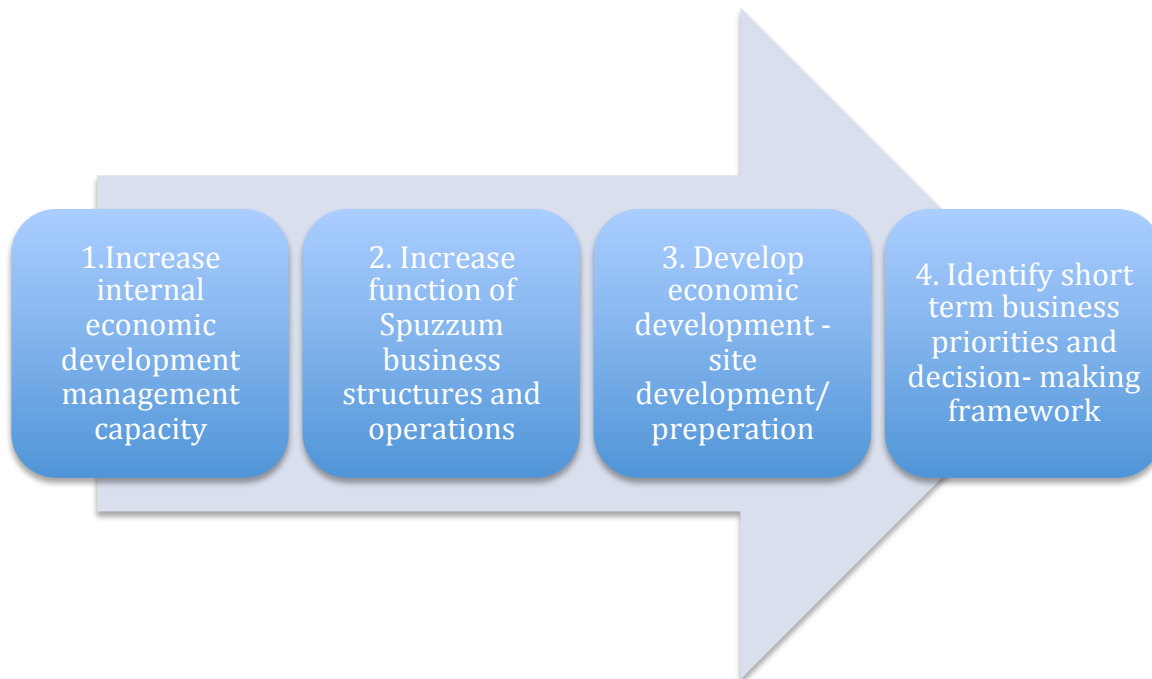 1.Increase
internal
economic
development
management
capacity
2. Increase
function of
Spuzzum
business
structures and
operations
3. Develop
economic
development -
site
development/
preperation
4. Identify short
term business
priorities and
decision- making
framework